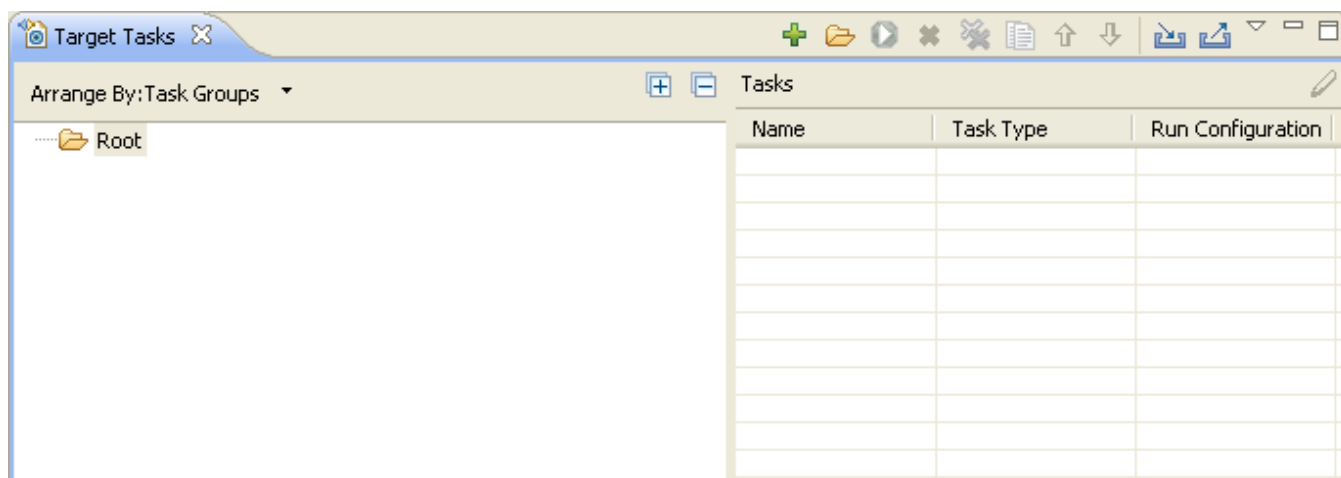 Target Tasks
Arrange By:Task Groups
Tasks
Root
Name Task Type Run Configuration